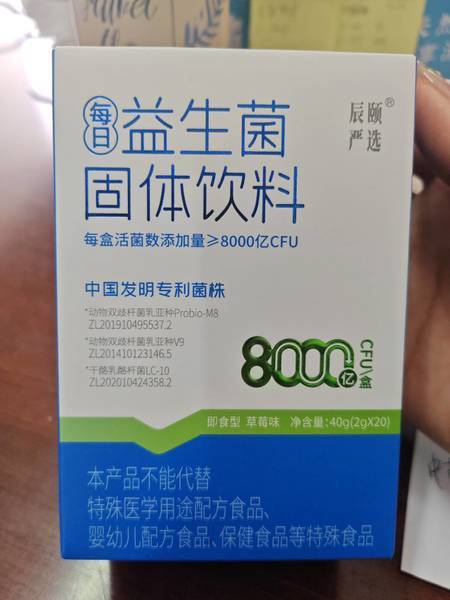 每日
益生菌
辰颐®
严选
固体饮料
每盒活菌数添加量≥8000亿CFU
中国发明专利菌株
*动物双歧杆菌乳亚种Probio-M8
ZL201910495537.2
*动物双歧杆菌乳亚种V9
ZL201410123146.5
*干酪乳酪杆菌LC-10
ZL202010424358.2
8000亿
CFU/盒
即食型 草莓味 净含量:40g(2gX20)
本产品不能代替
特殊医学用途配方食品、
婴幼儿配方食品、保健食品等特殊食品